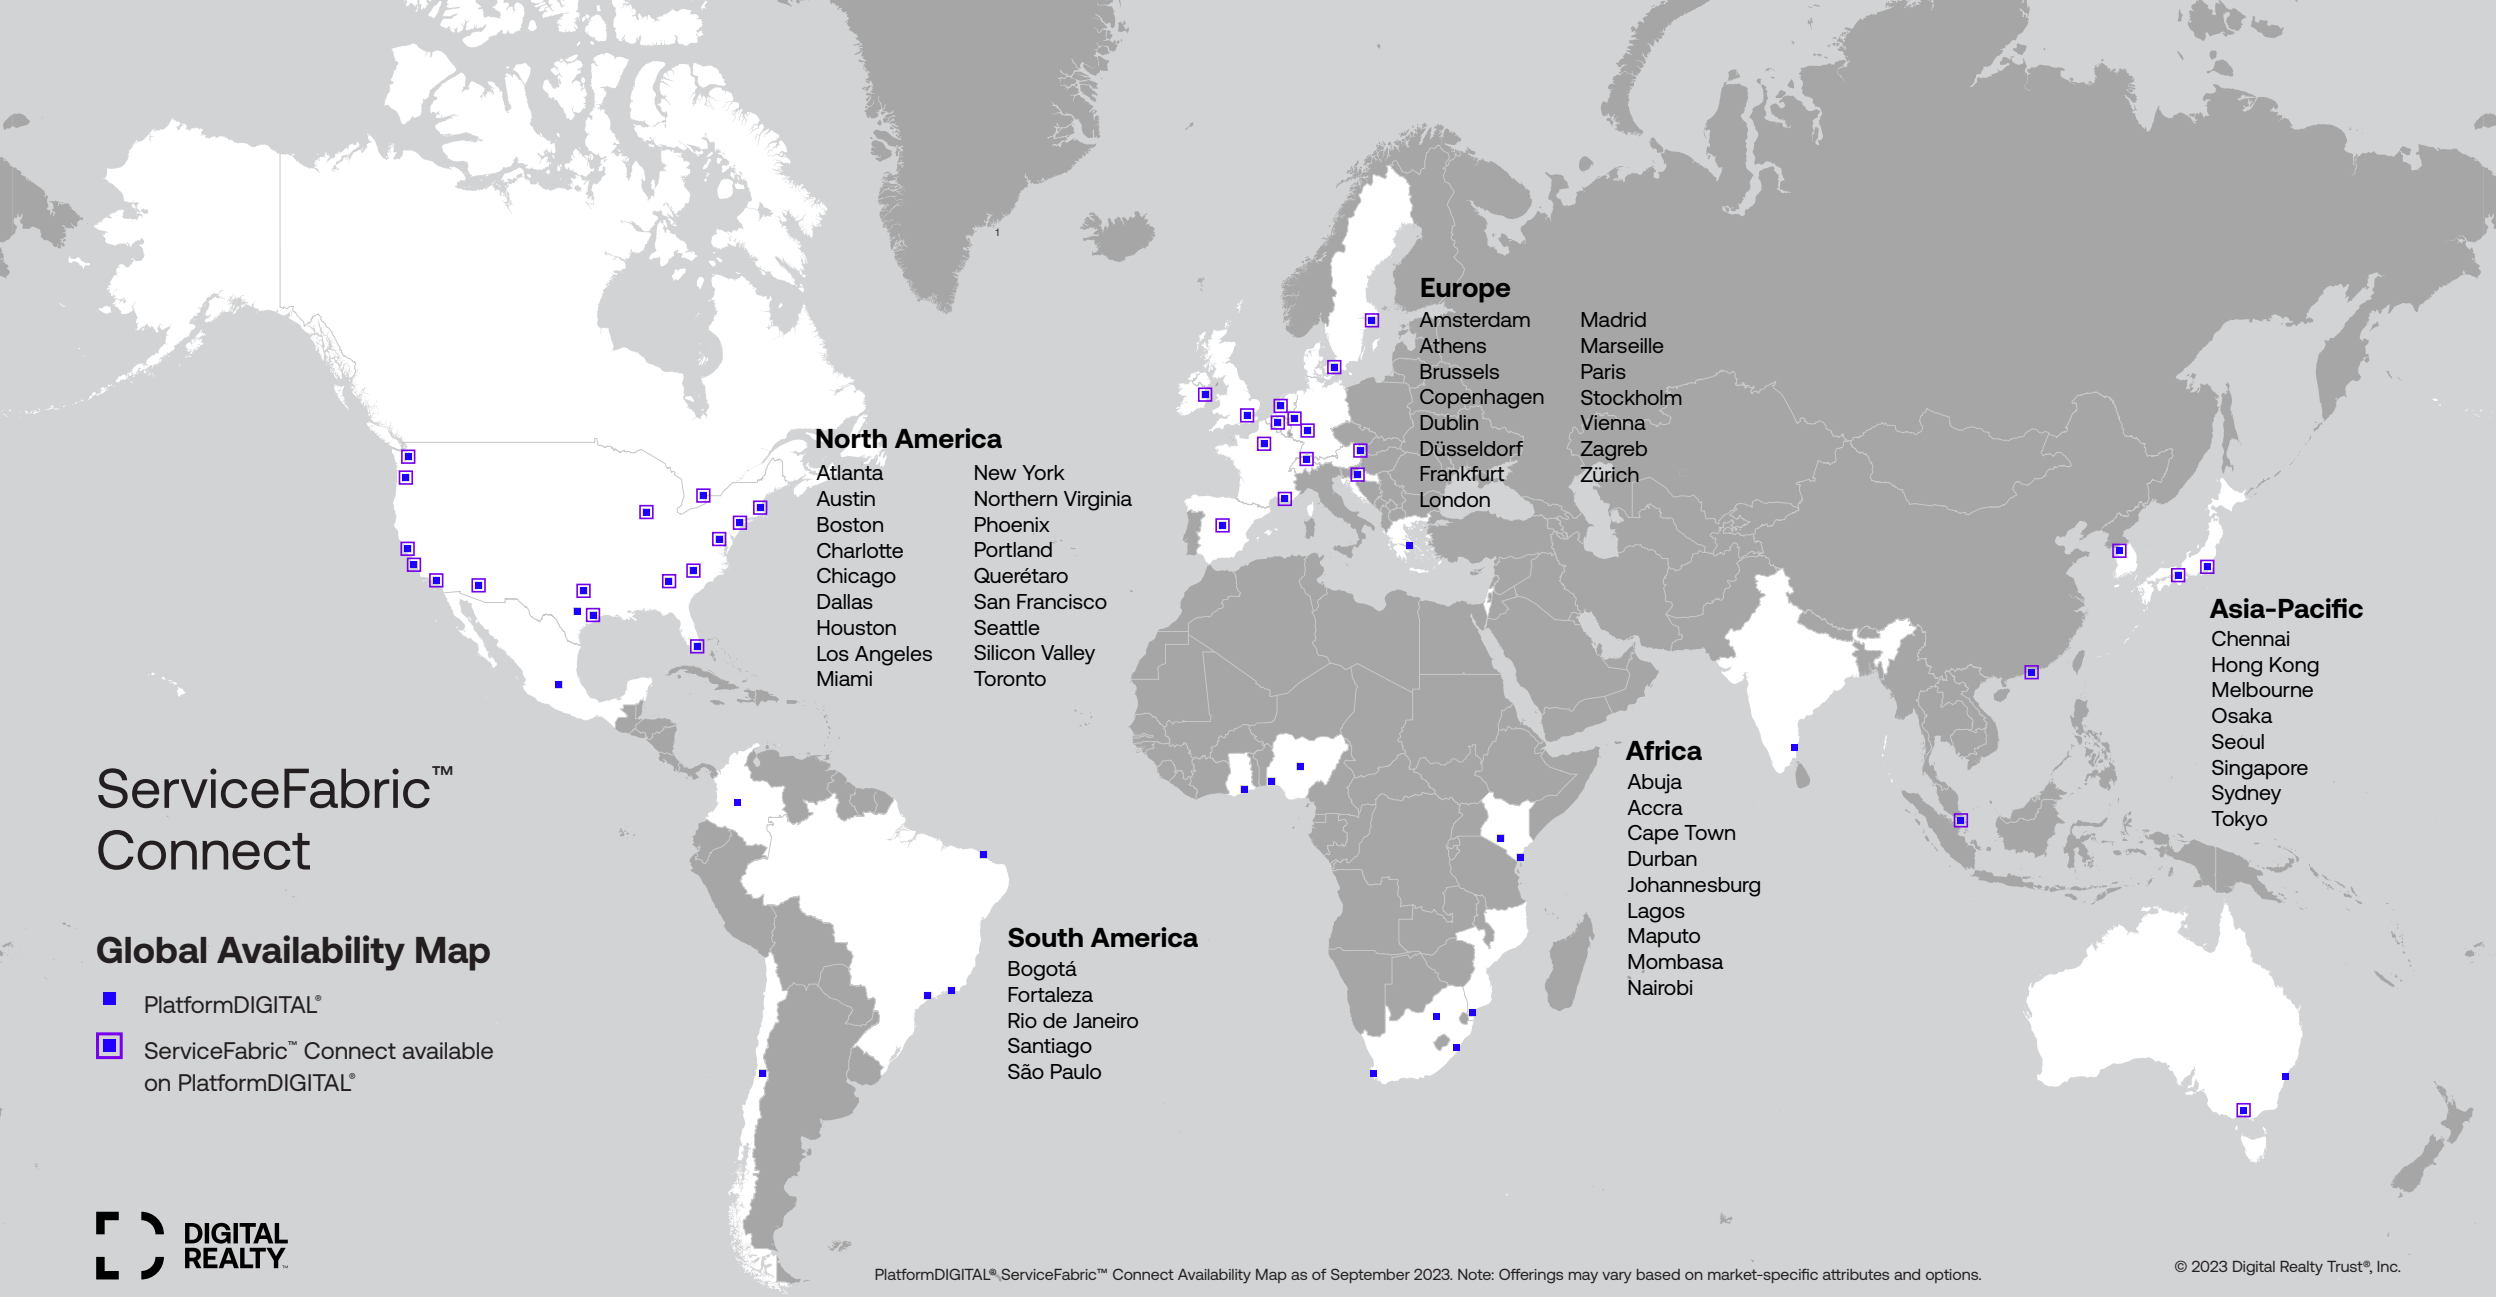 1
Europe
Amsterdam
Athens
Brussels
Copenhagen
Dublin
Düsseldorf
Frankfurt
London
Madrid
Marseille
Paris
Stockholm
Vienna
Zagreb
Zürich
North America
Atlanta
Austin
Boston
Charlotte
Chicago
Dallas
Houston
Los Angeles
Miami
New York
Northern Virginia
Phoenix
Portland
Querétaro
San Francisco
Seattle
Silicon Valley
Toronto
Asia-Pacific
Chennai
Hong Kong
Melbourne
Osaka
Seoul
Singapore
Sydney
Tokyo
Africa
Abuja
Accra
Cape Town
Durban
Johannesburg
Lagos
Maputo
Mombasa
Nairobi
South America
Bogotá
Fortaleza
Rio de Janeiro
Santiago
São Paulo
ServiceFabric™
Connect
Global Availability Map
PlatformDIGITAL®
ServiceFabric™ Connect available
on PlatformDIGITAL®
DIGITAL
REALTY™
PlatformDIGITAL®, ServiceFabric™ Connect Availability Map as of September 2023. Note: Offerings may vary based on market-specific attributes and options.
© 2023 Digital Realty Trust®, Inc.